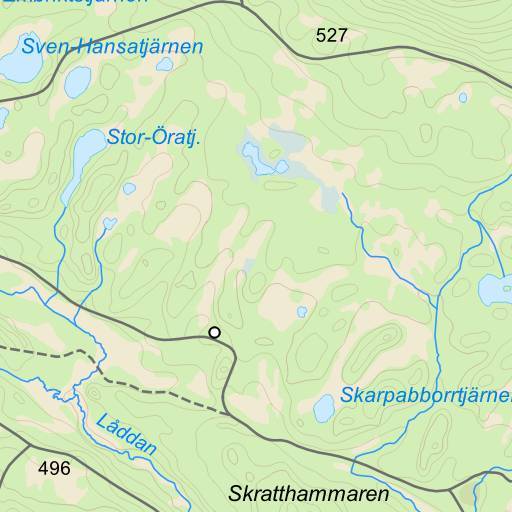 527
Sven-Hansatjärnen
Stor-Öratj.
Skarpabborrtjärnen
Låddan
496
Skratthammaren